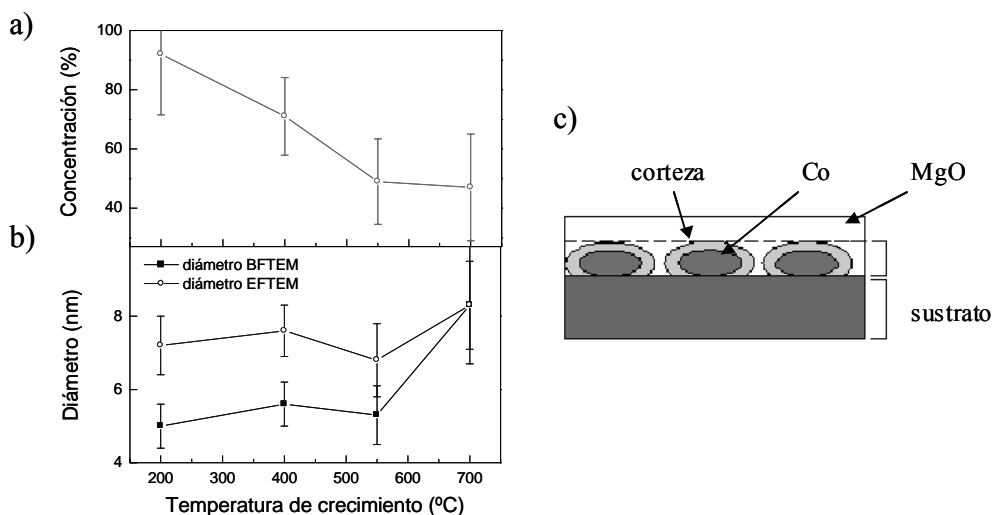 a)
100
80
60
40
Concentración (%)
b)
diámetro BFTEM
diámetro EFTEM
8
6
4
Diámetro (nm)
200 300 400 500 600 700
Temperatura de crecimiento (ºC)
c)
corteza Co MgO
sustrato